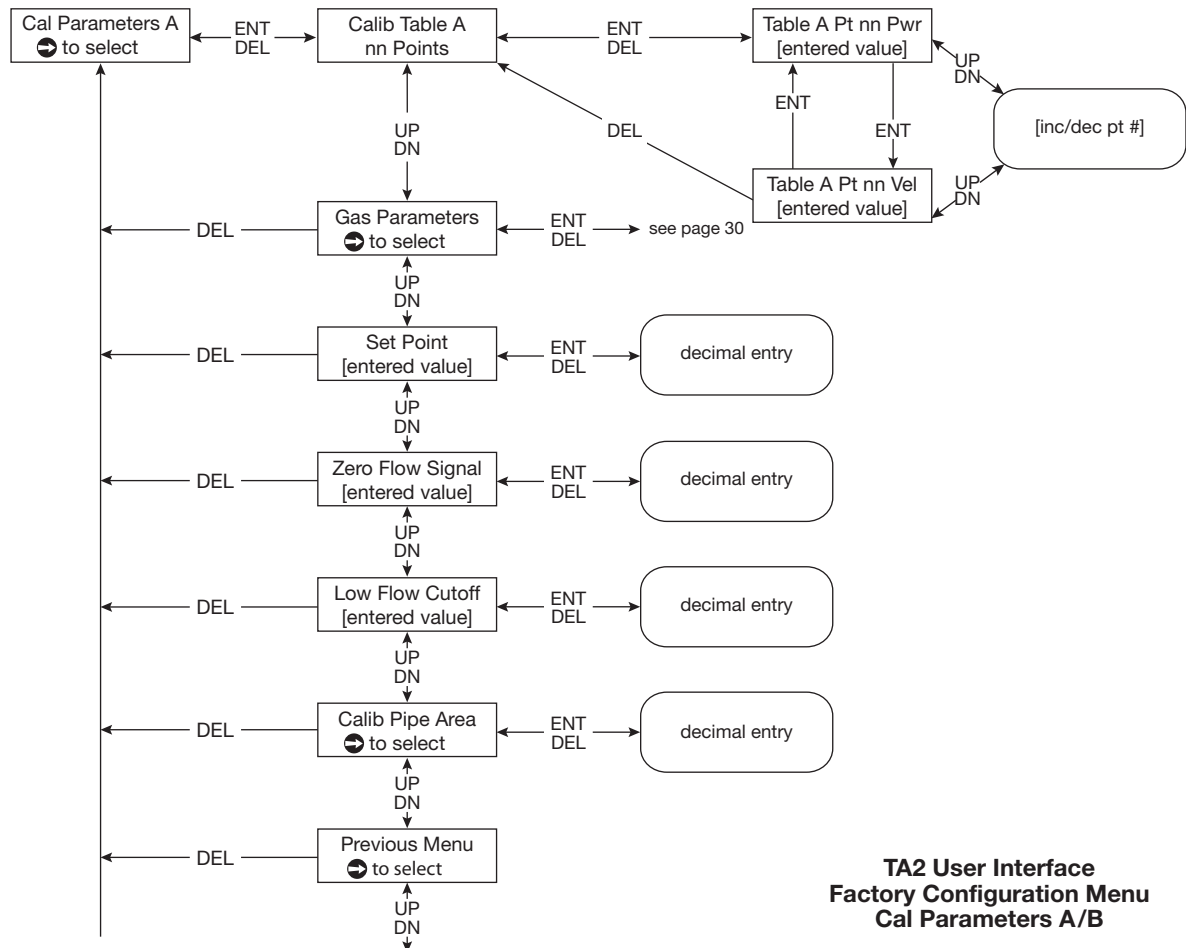 Cal Parameters A
➔ to select
ENT
DEL
Calib Table A
nn Points
ENT
DEL
Table A Pt nn Pwr
[entered value]
UP
DN
[inc/dec pt #]
UP
DN
DEL
ENT
ENT
Table A Pt nn Vel
[entered value]
UP
DN
DEL
Gas Parameters
➔ to select
ENT
DEL
see page 30
UP
DN
DEL
Set Point
[entered value]
ENT
DEL
decimal entry
UP
DN
DEL
Zero Flow Signal
[entered value]
ENT
DEL
decimal entry
UP
DN
DEL
Low Flow Cutoff
[entered value]
ENT
DEL
decimal entry
UP
DN
DEL
Calib Pipe Area
➔ to select
ENT
DEL
decimal entry
UP
DN
DEL
Previous Menu
➔ to select
UP
DN
TA2 User Interface
Factory Configuration Menu
Cal Parameters A/B